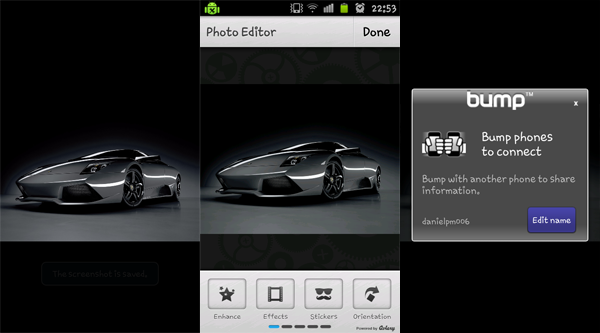 The screenshot is saved.
22:53
Photo Editor
Done
Enhance
Effects
Stickers
Orientation
Powered by Aviary
bump™
x
Bump phones
to connect
Bump with another phone to share
information.
danielpm006
Edit name